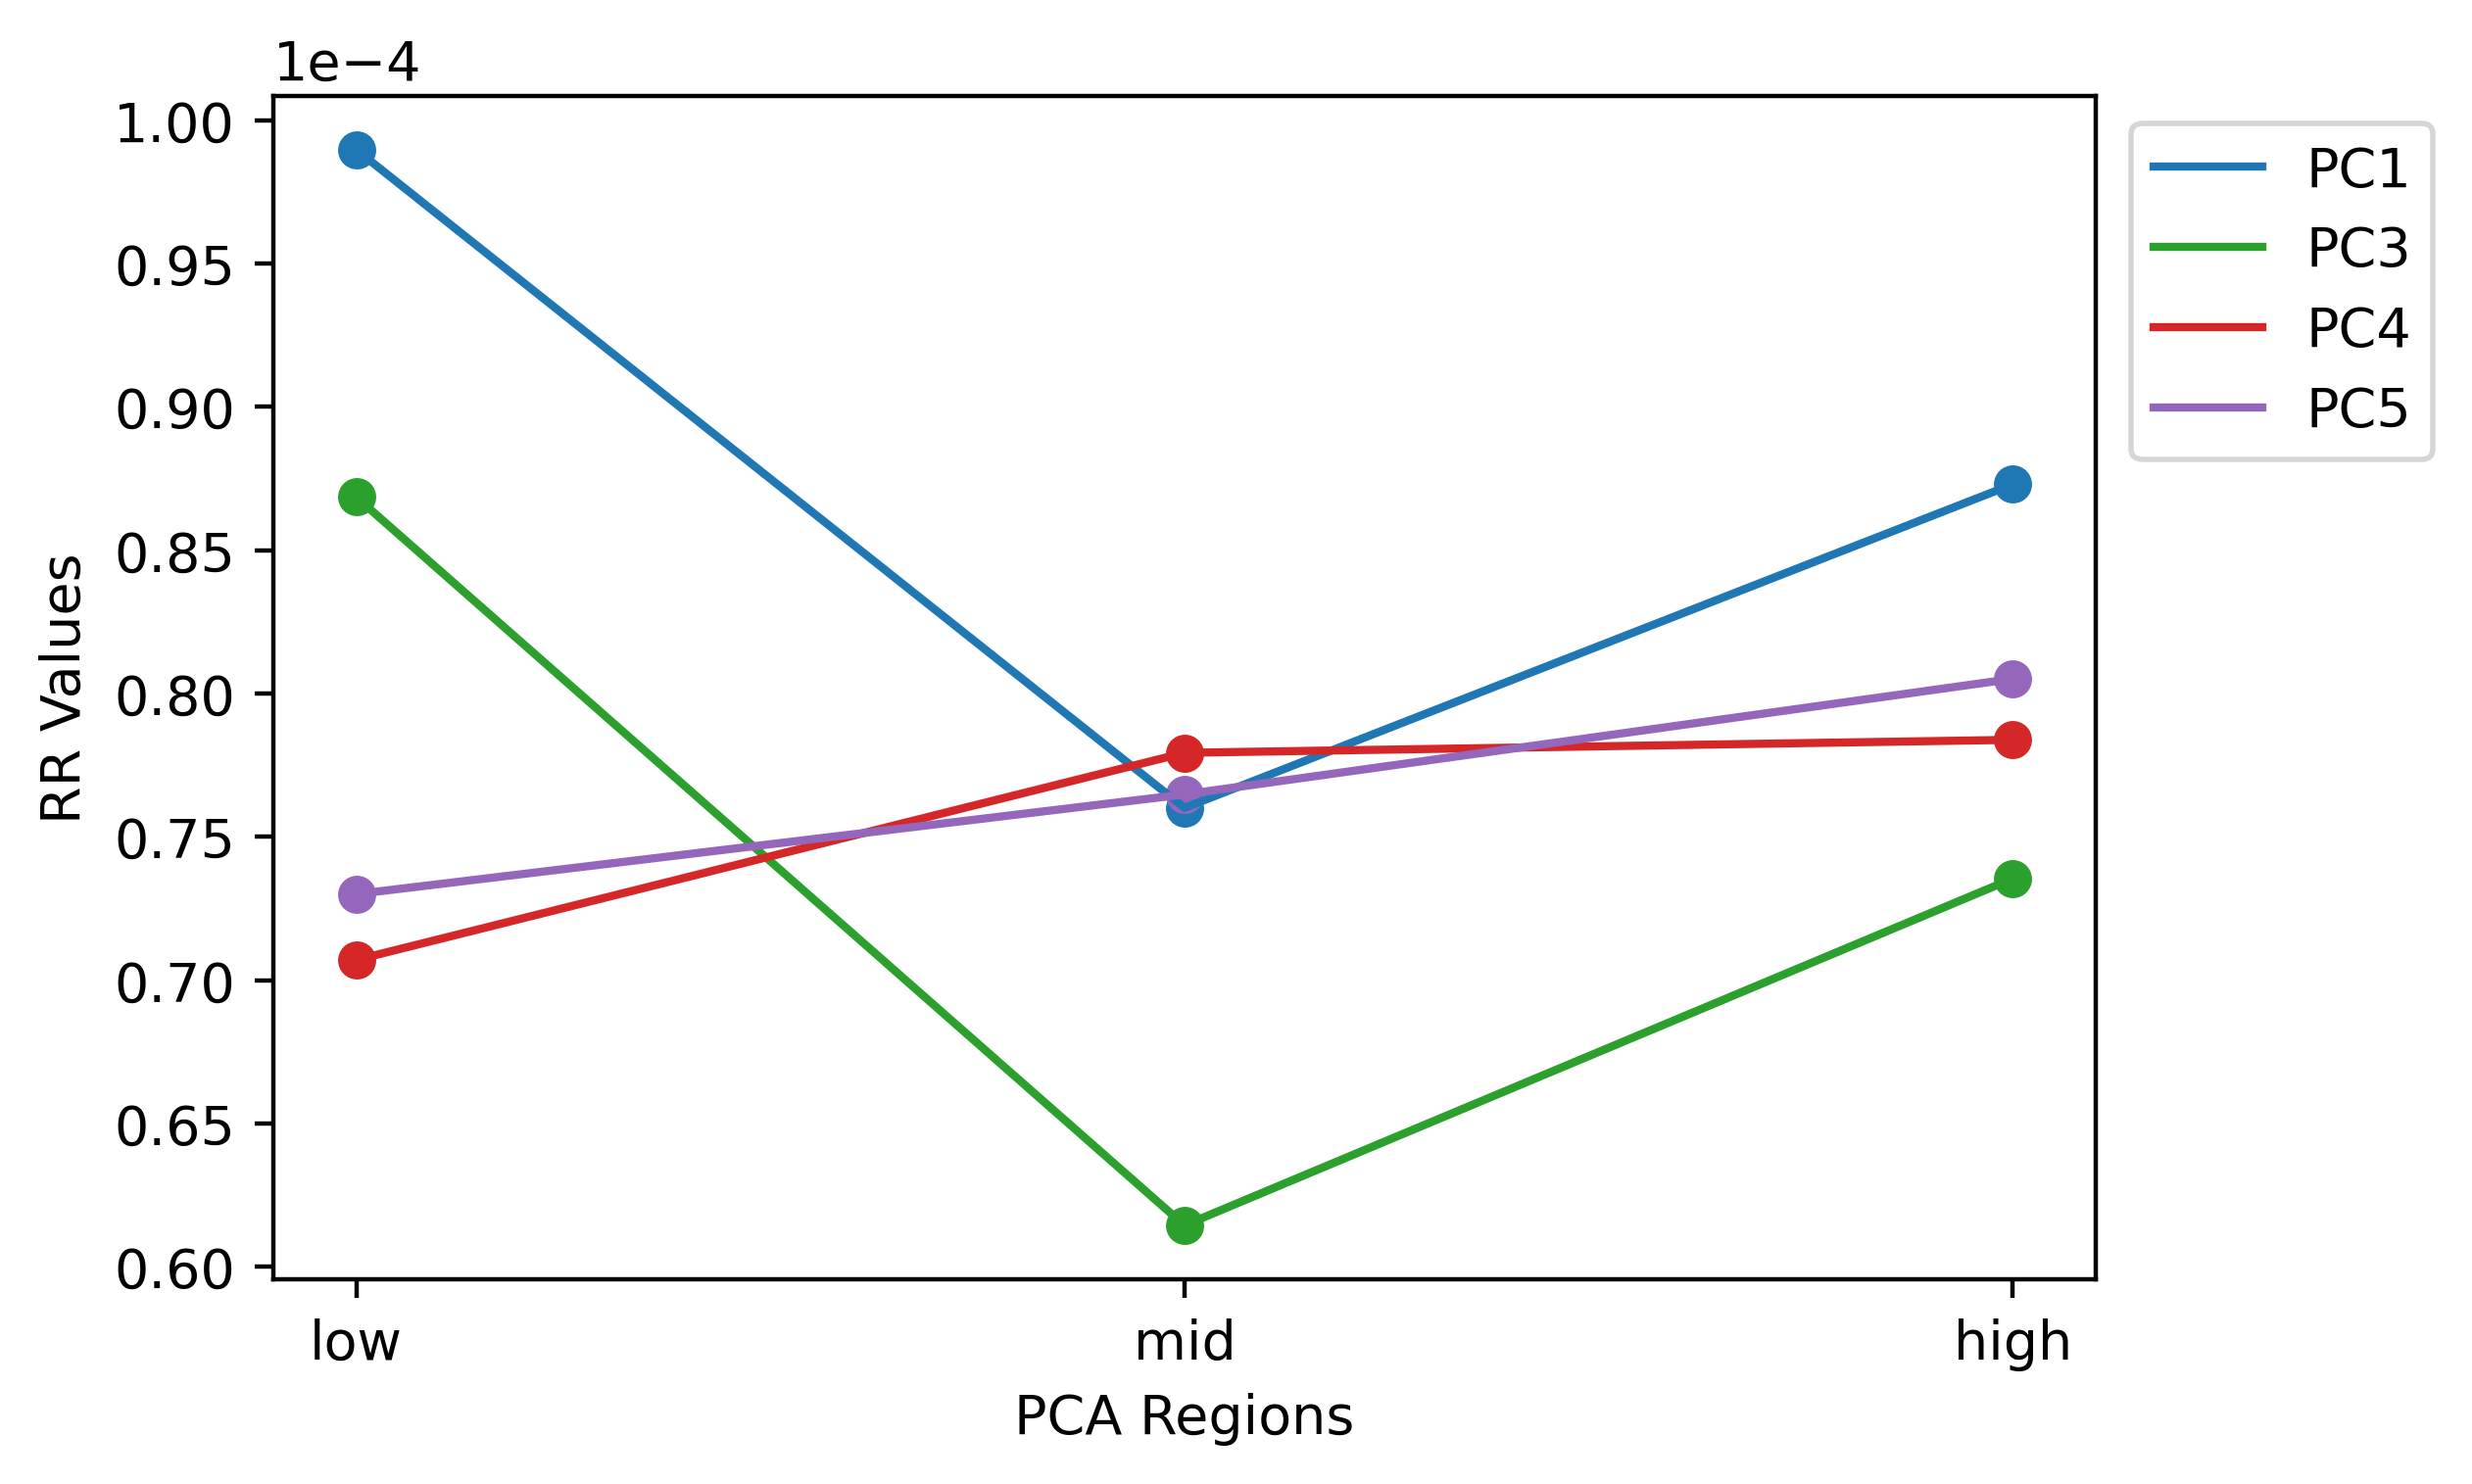 1e−4
1.00
0.95
0.90
0.85
0.80
0.75
0.70
0.65
0.60
RR Values
low mid high
PCA Regions
PC1
PC3
PC4
PC5